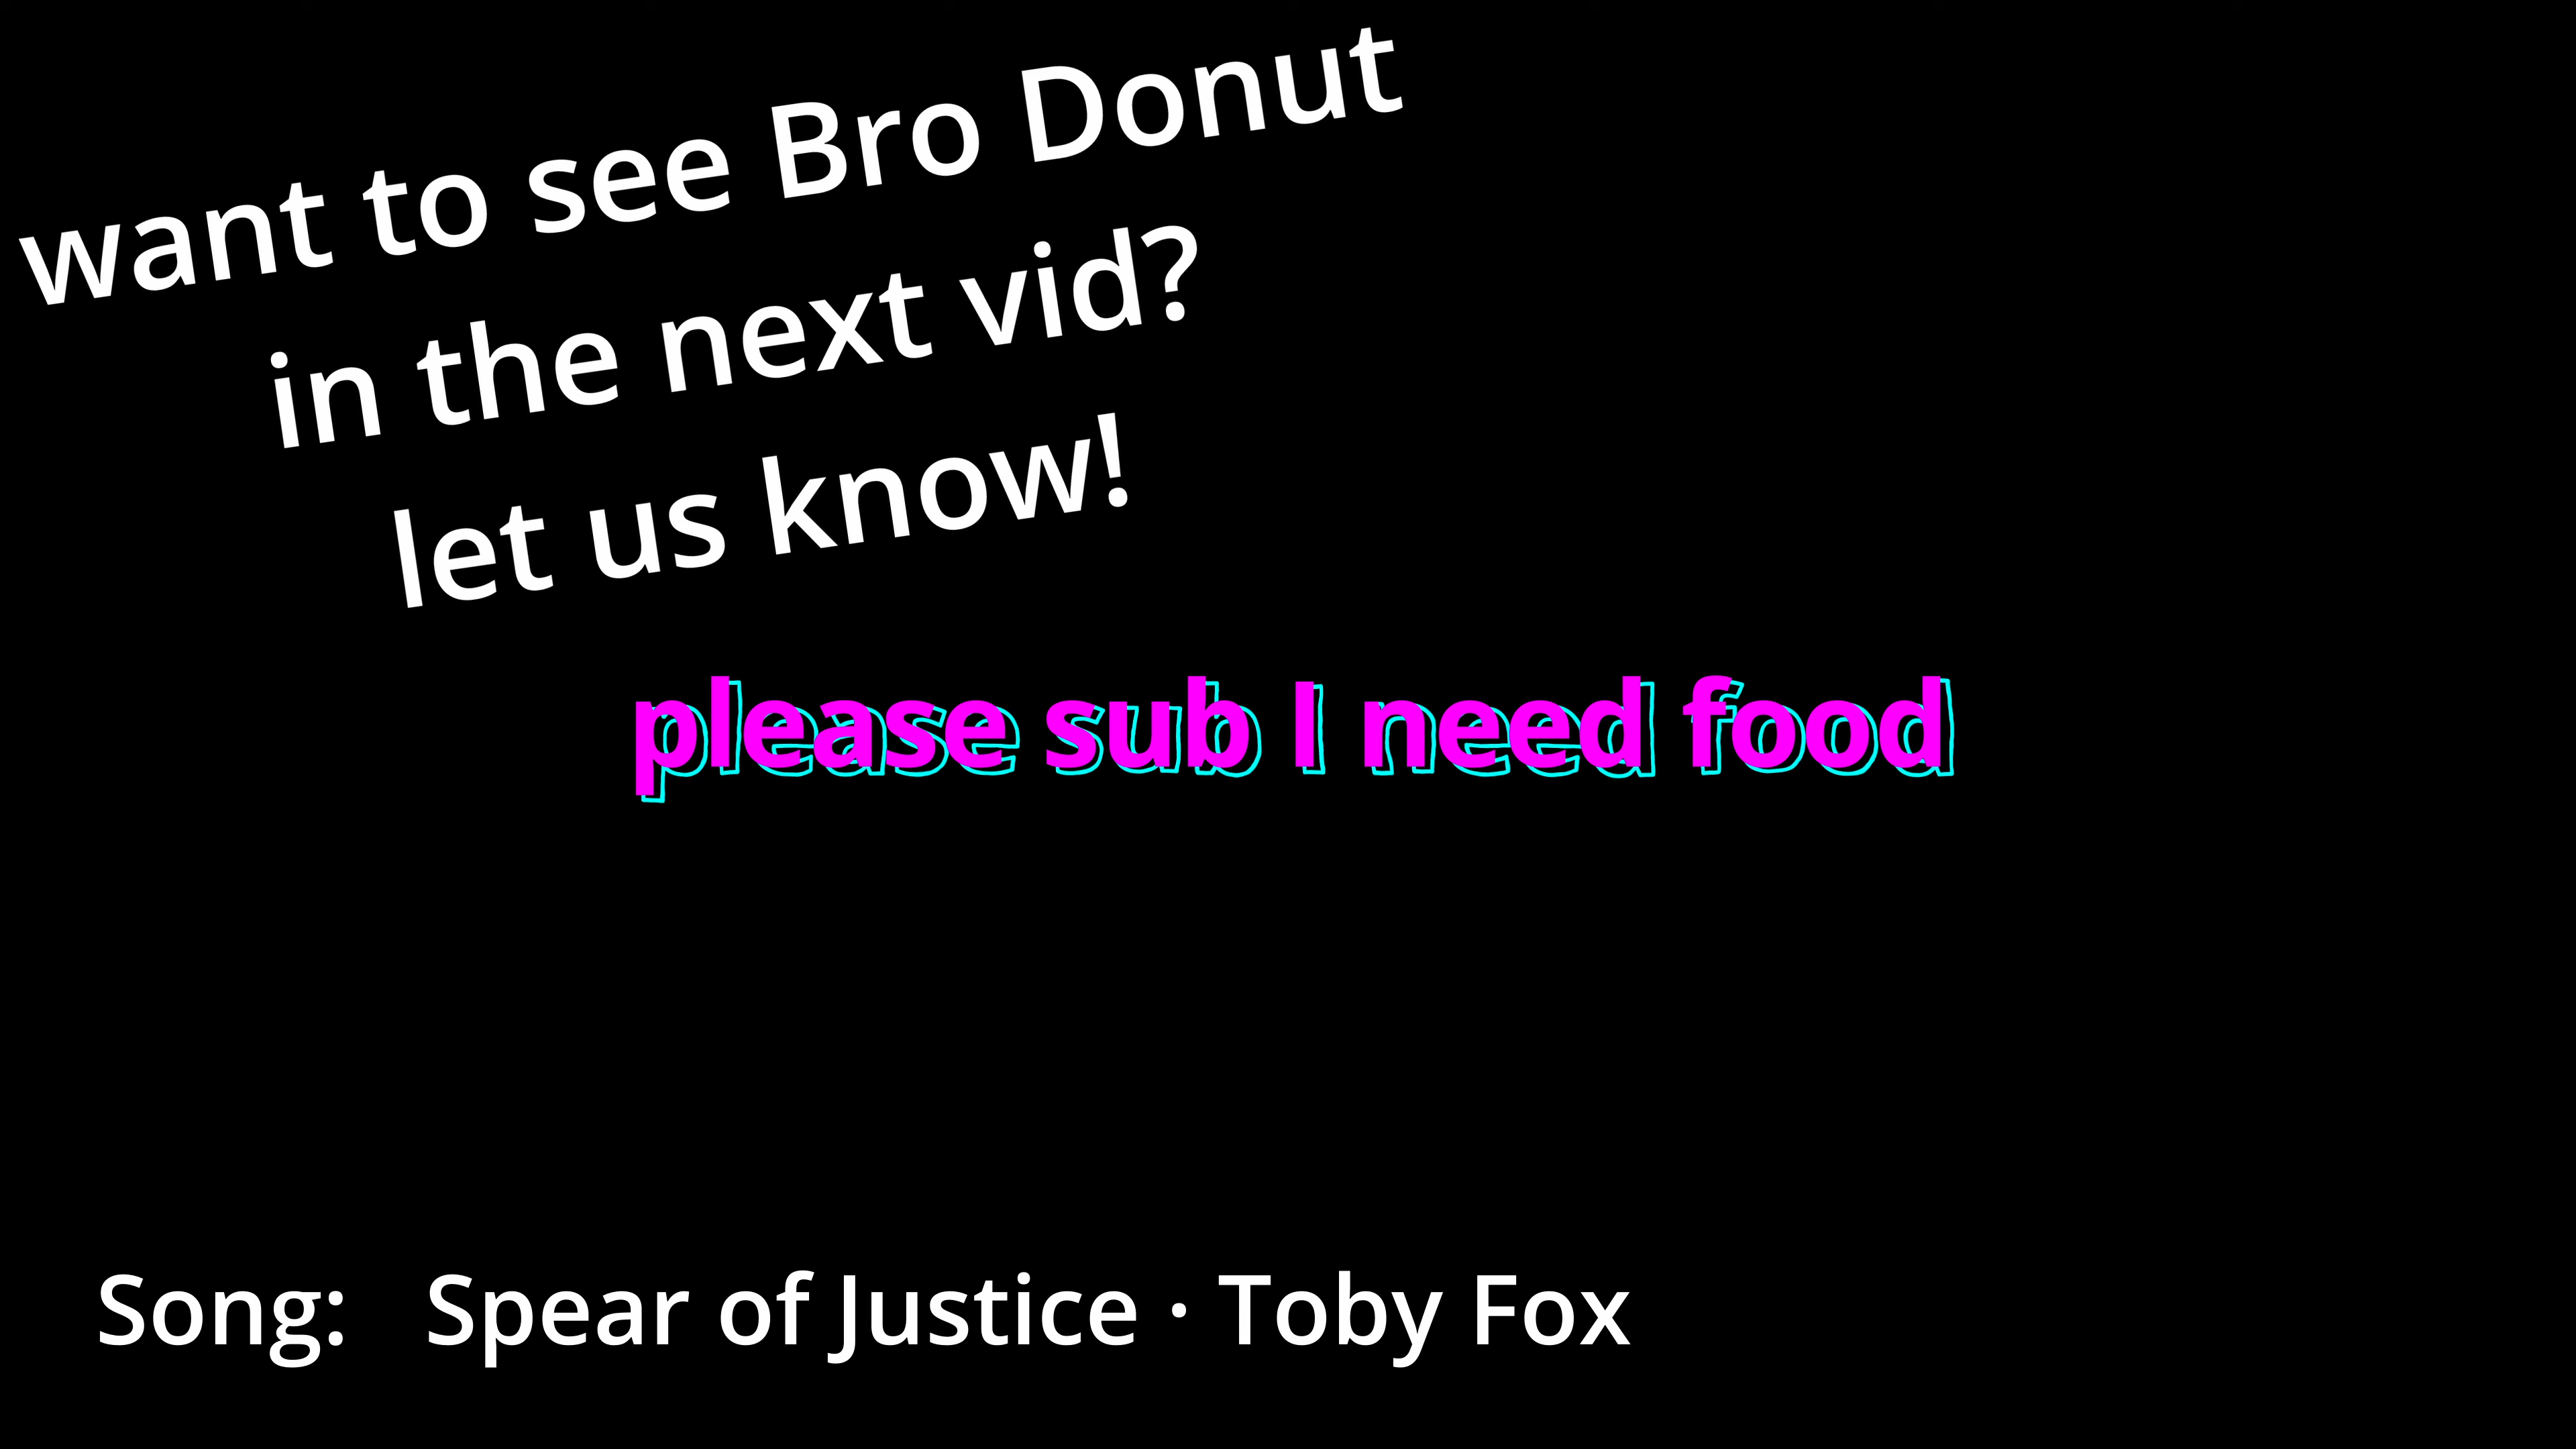 want to see Bro Donut
in the next vid?
let us know!
please sub I need food
Song: Spear of Justice · Toby Fox